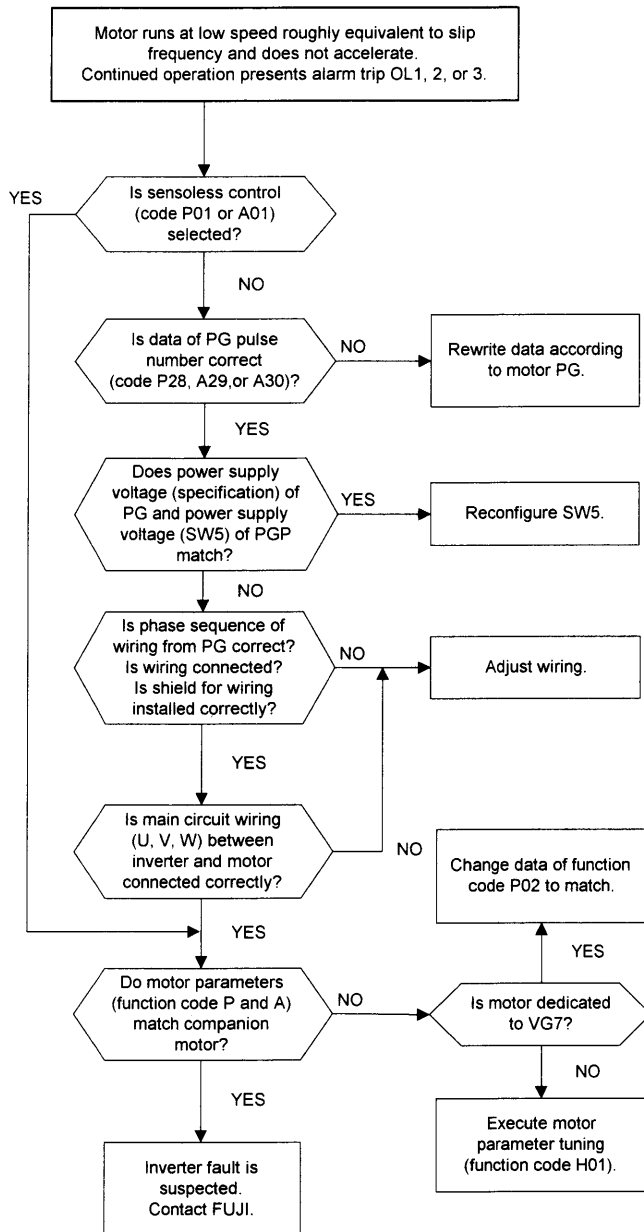 Motor runs at low speed roughly equivalent to slip
frequency and does not accelerate.
Continued operation presents alarm trip OL1, 2, or 3.
YES
Is sensoless control
(code P01 or A01)
selected?
NO
Is data of PG pulse
number correct
(code P28, A29,or A30)?
NO
Rewrite data according
to motor PG.
YES
Does power supply
voltage (specification) of
PG and power supply
voltage (SW5) of PGP
match?
YES
Reconfigure SW5.
NO
Is phase sequence of
wiring from PG correct?
Is wiring connected?
Is shield for wiring
installed correctly?
NO
Adjust wiring.
YES
Is main circuit wiring
(U, V, W) between
inverter and motor
connected correctly?
NO
Change data of function
code P02 to match.
YES
YES
Do motor parameters
(function code P and A)
match companion
motor?
NO
Is motor dedicated
to VG7?
YES
NO
Inverter fault is
suspected.
Contact FUJI.
Execute motor
parameter tuning
(function code H01).